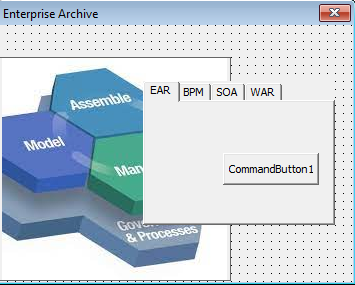 Enterprise Archive
EAR BPM SOA WAR
Assemble
Model
CommandButton1
& Processes